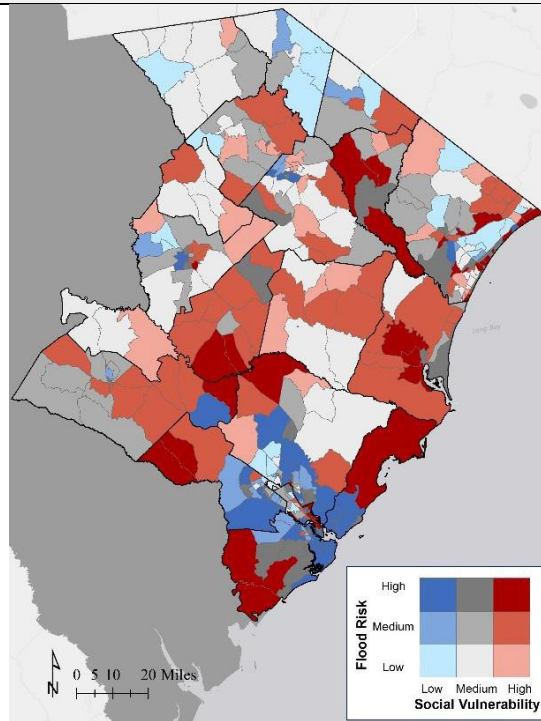 Long Bay
N
0 5 10 20 Miles
Flood Risk
High
Medium
Low
Low Medium High
Social Vulnerability